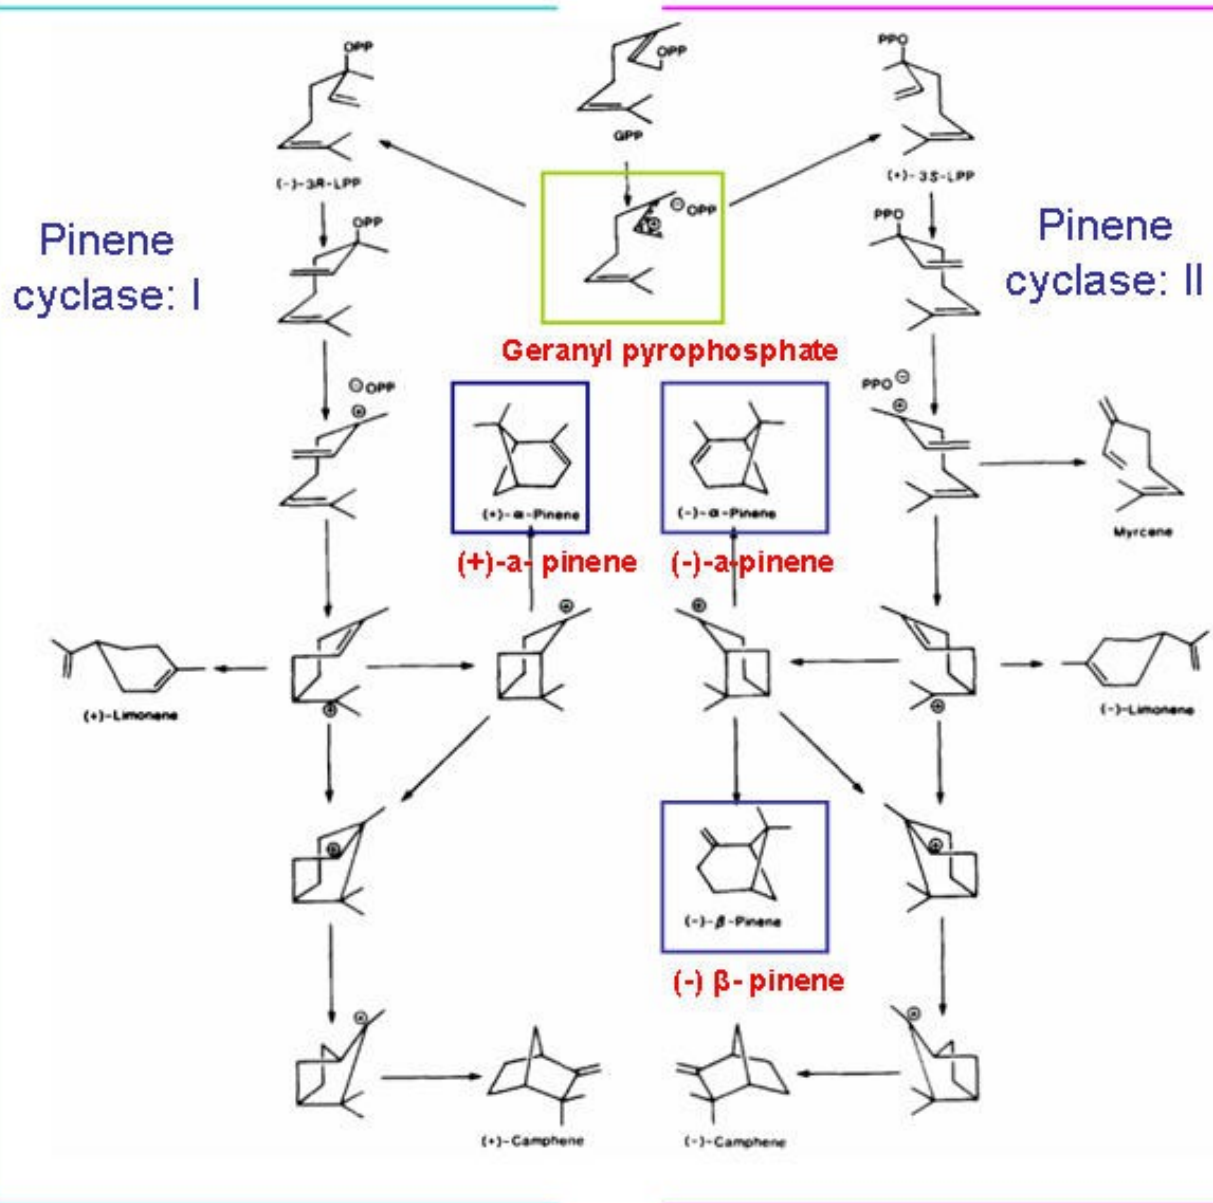 OPP
OPP
PPO
GPP
(-)-3R-LPP
(+)-3S-LPP
⊖OPP
⊕
OPP
PPO
Pinene
cyclase: I
Pinene
cyclase: II
Geranyl pyrophosphate
⊖OPP
⊕
PPO⊖
⊕
(+)-α-Pinene
(-)-α-Pinene
Myrcene
(+)-a- pinene
(-)-a-pinene
⊕
⊕
(+)-Limonene
⊕
⊕
(-)-Limonene
⊕
⊕
(-)-β-Pinene
(-) β- pinene
⊕
⊕
(+)-Camphene
(-)-Camphene